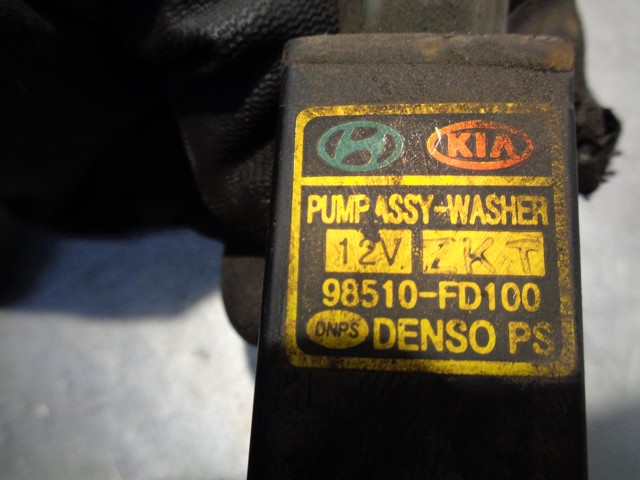 KIA
PUMP ASSY-WASHER
12V ZKT
98510-FD100
DNPS DENSO PS